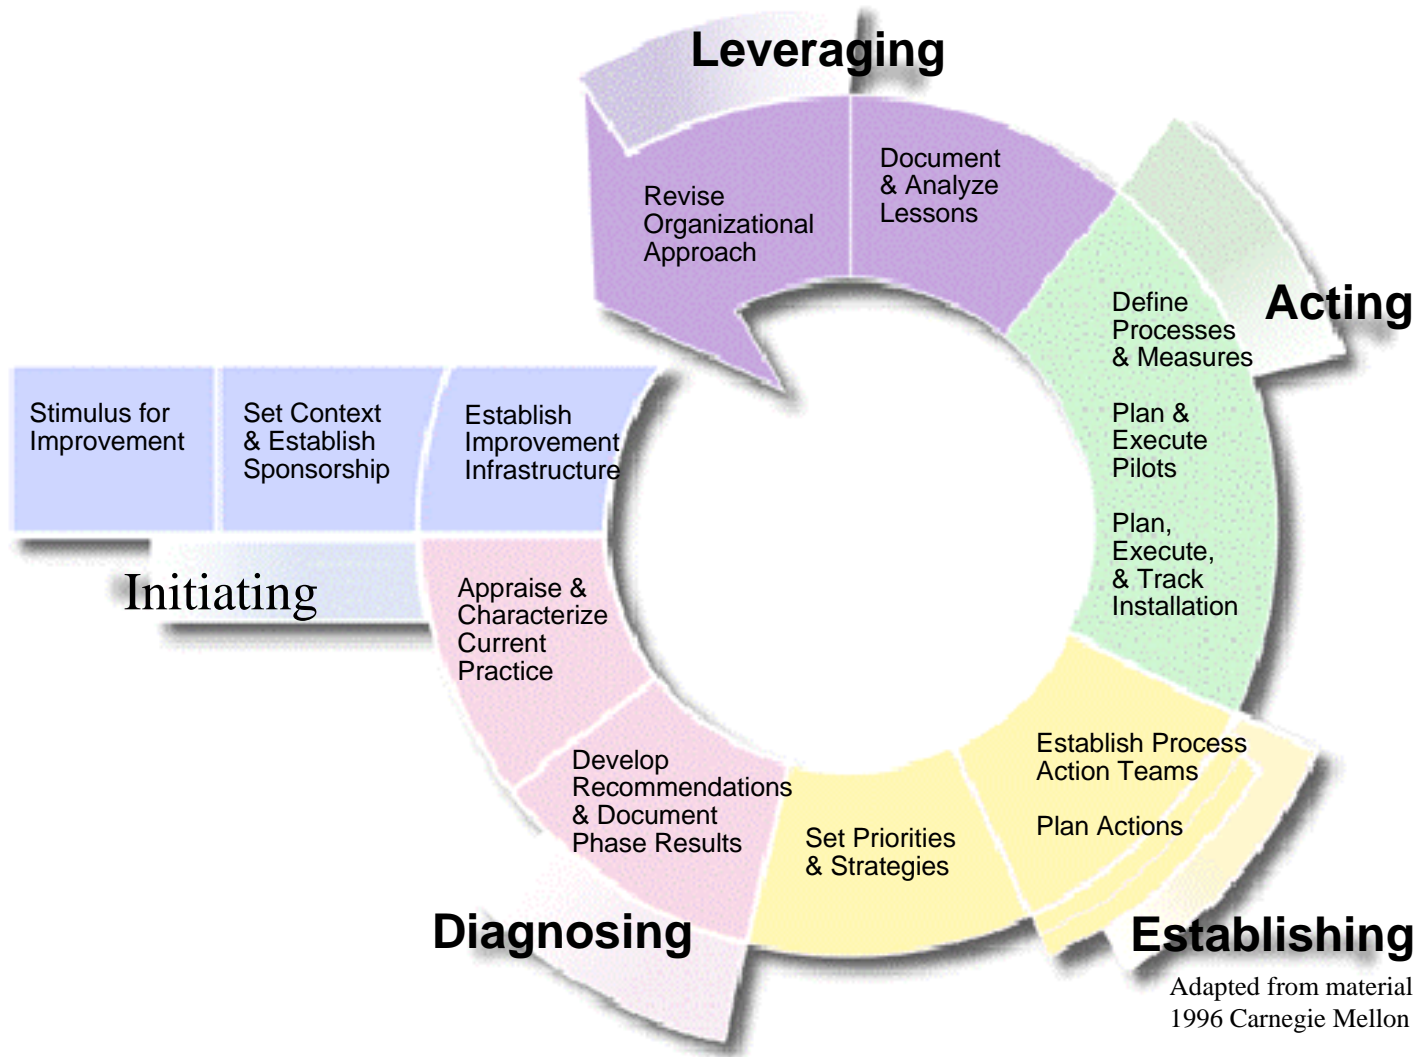 Leveraging
Document
& Analyze
Lessons
Revise
Organizational
Approach
Acting
Define
Processes
& Measures
Plan &
Execute
Pilots
Plan,
Execute,
& Track
Installation
Stimulus for
Improvement
Set Context
& Establish
Sponsorship
Establish
Improvement
Infrastructure
Initiating
Appraise &
Characterize
Current
Practice
Develop
Recommendations
& Document
Phase Results
Diagnosing
Set Priorities
& Strategies
Establish Process
Action Teams
Plan Actions
Establishing
Adapted from material
1996 Carnegie Mellon